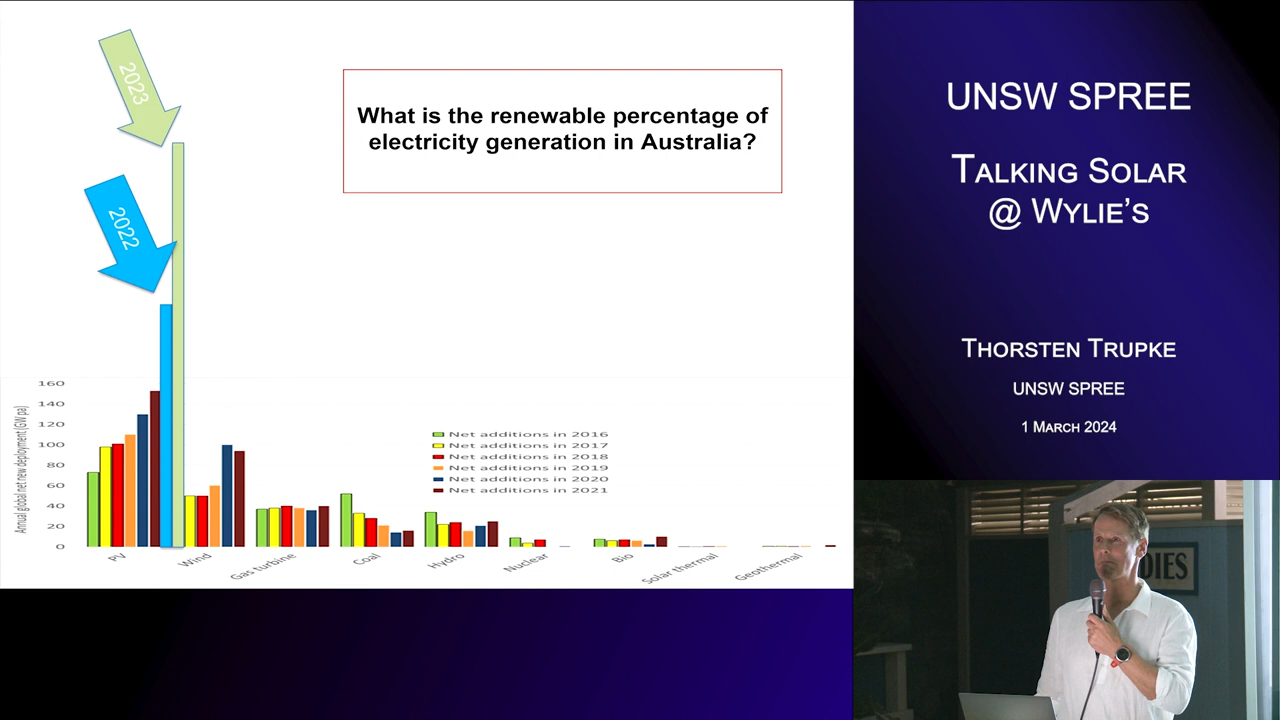 2023
2022
What is the renewable percentage of
electricity generation in Australia?
160
140
120
100
80
60
40
20
0
Annual global net new deployment (GW pa)
Net additions in 2016
Net additions in 2017
Net additions in 2018
Net additions in 2019
Net additions in 2020
Net additions in 2021
PV
Wind
Gas turbine
Coal
Hydro
Nuclear
Bio
Solar thermal
Geothermal
UNSW SPREE
TALKING SOLAR
@ WYLIE'S
THORSTEN TRUPKE
UNSW SPREE
1 MARCH 2024
DIES